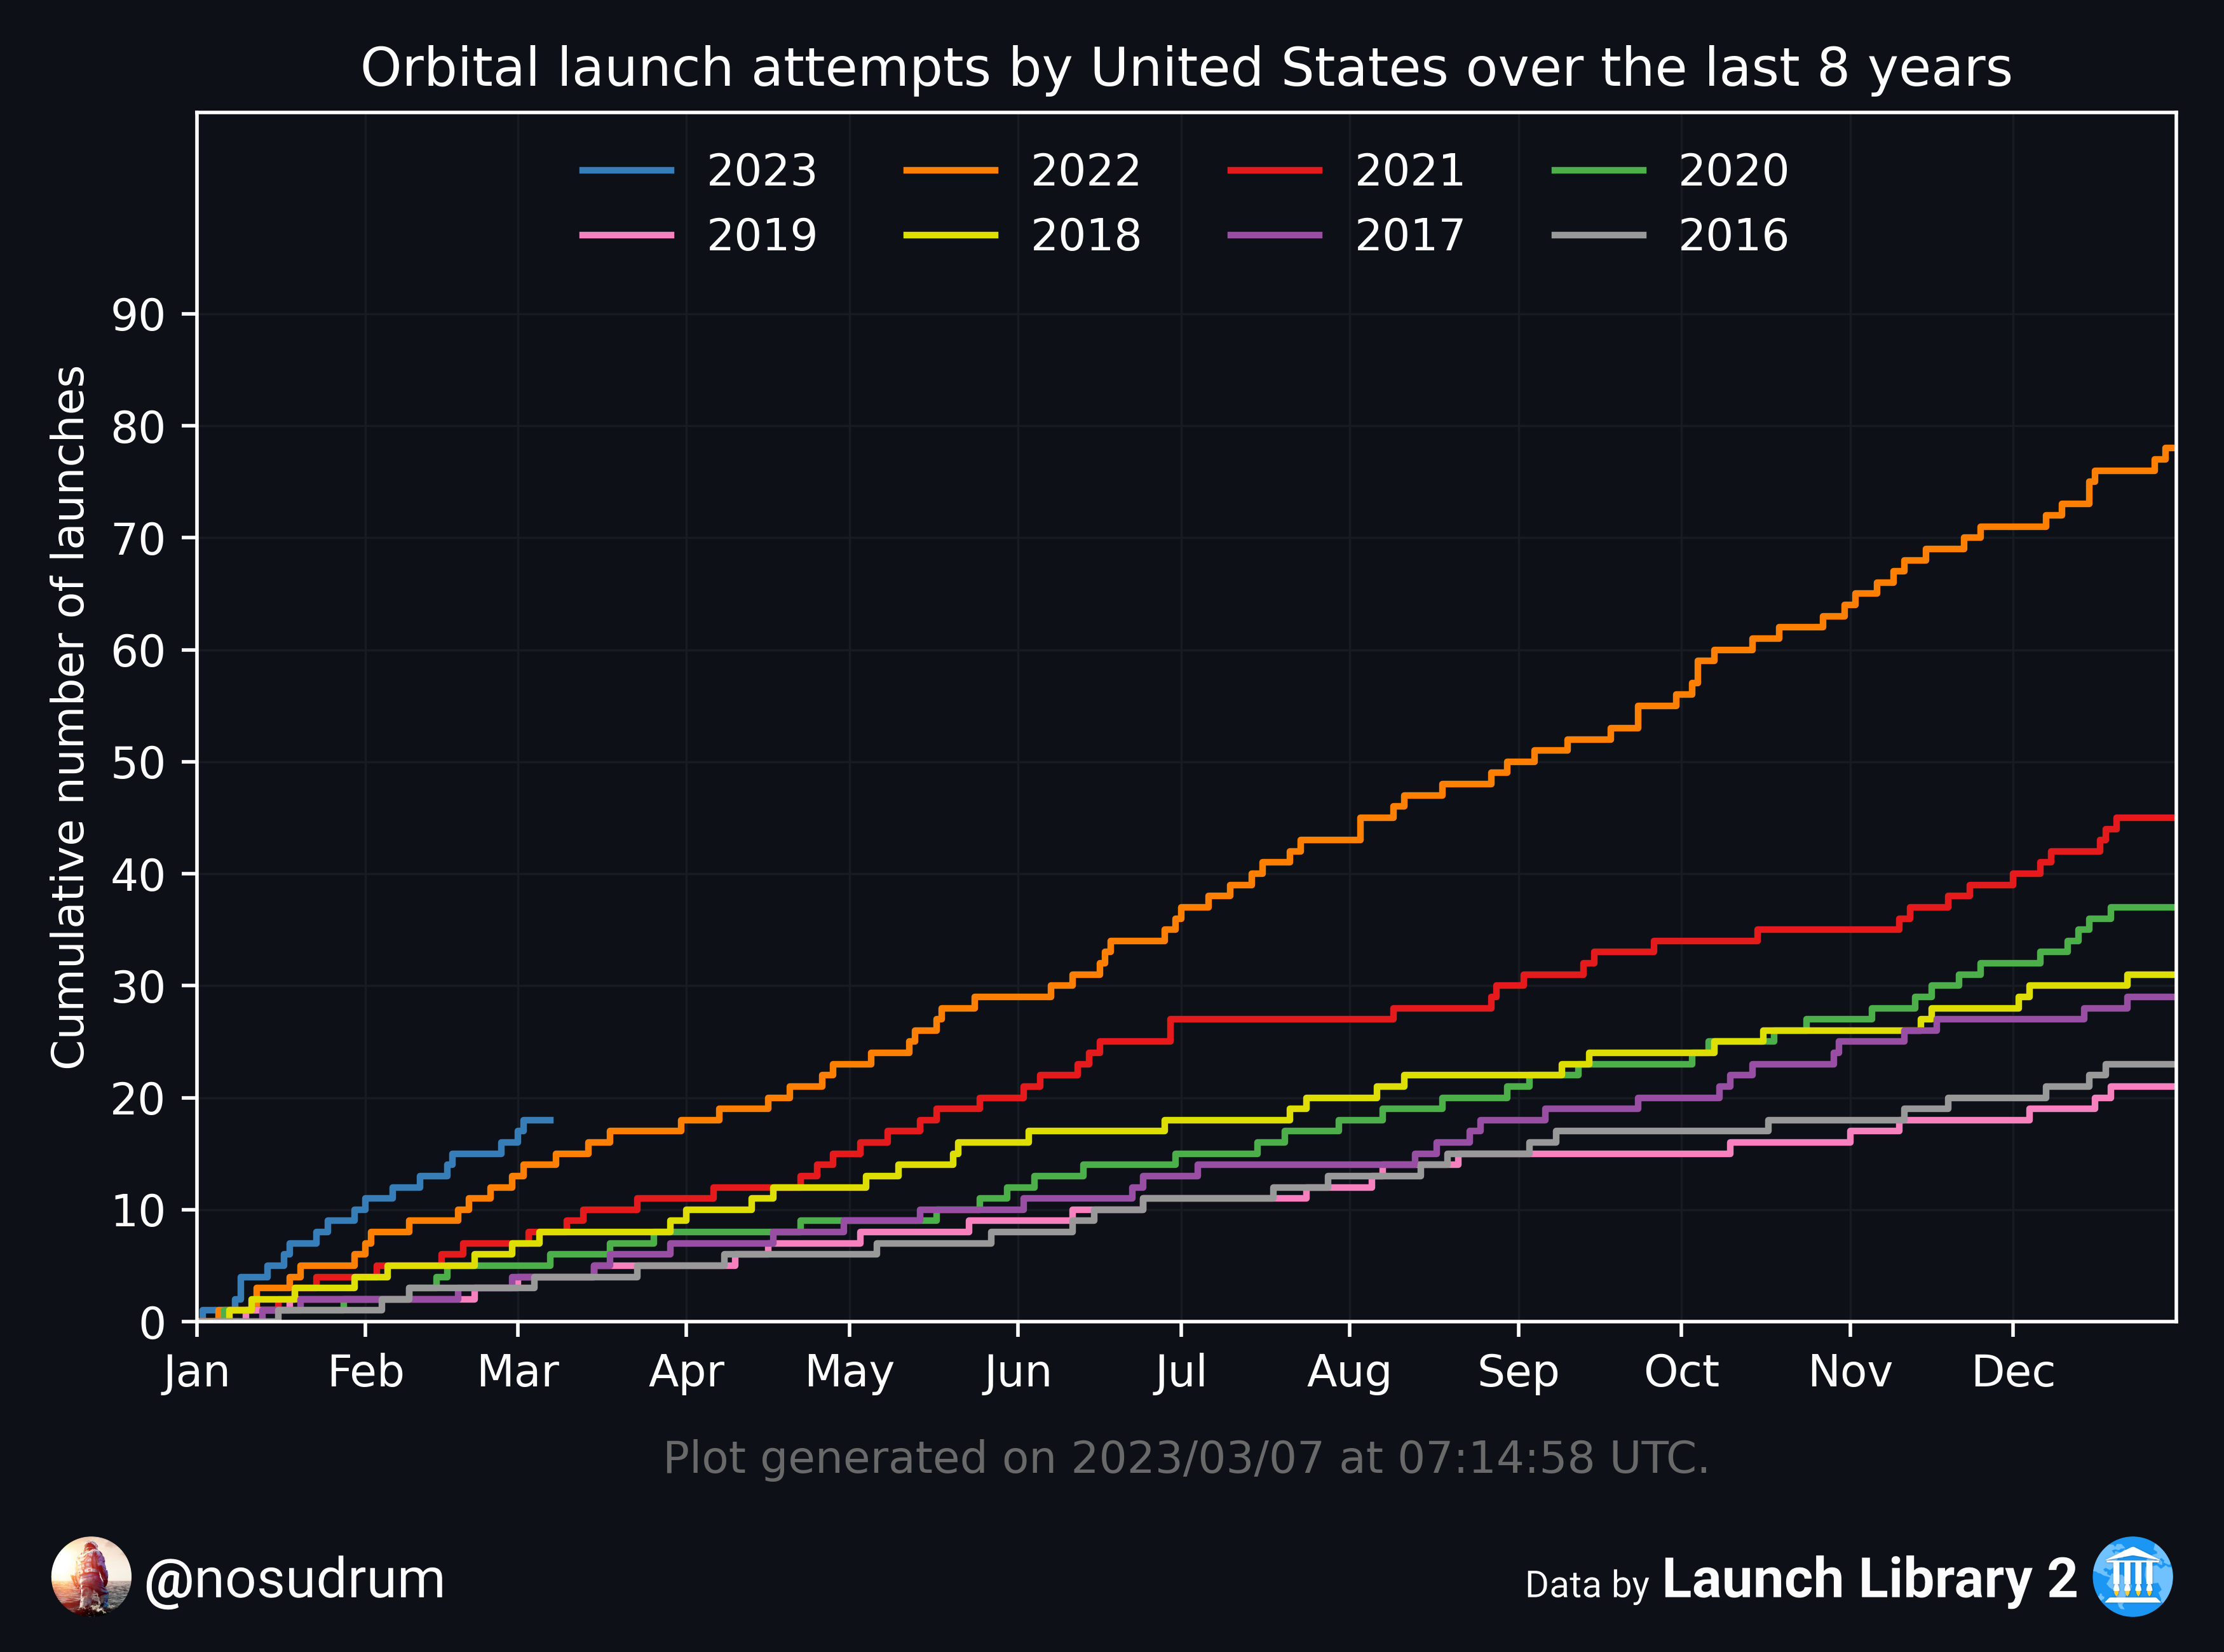 Orbital launch attempts by United States over the last 8 years
2023 2022 2021 2020
2019 2018 2017 2016
Cumulative number of launches
90
80
70
60
50
40
30
20
10
0
Jan Feb Mar Apr May Jun Jul Aug Sep Oct Nov Dec
Plot generated on 2023/03/07 at 07:14:58 UTC.
@nosudrum
Data by Launch Library 2